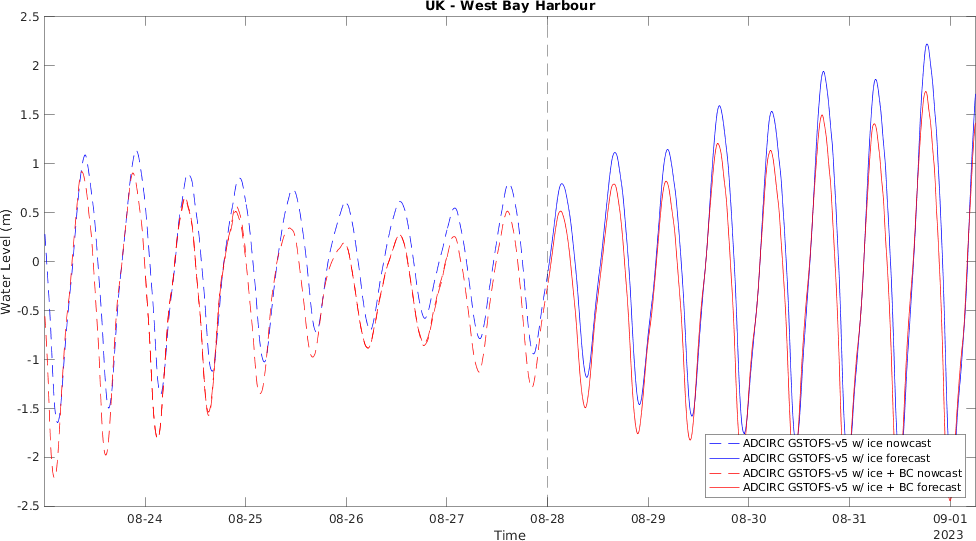 UK - West Bay Harbour
Water Level (m)
2.5
2
1.5
1
0.5
0
-0.5
-1
-1.5
-2
-2.5
ADCIRC GSTOFS-v5 w/ ice nowcast
ADCIRC GSTOFS-v5 w/ ice forecast
ADCIRC GSTOFS-v5 w/ ice + BC nowcast
ADCIRC GSTOFS-v5 w/ ice + BC forecast
08-24 08-25 08-26 08-27 08-28 08-29 08-30 08-31 09-01
2023
Time